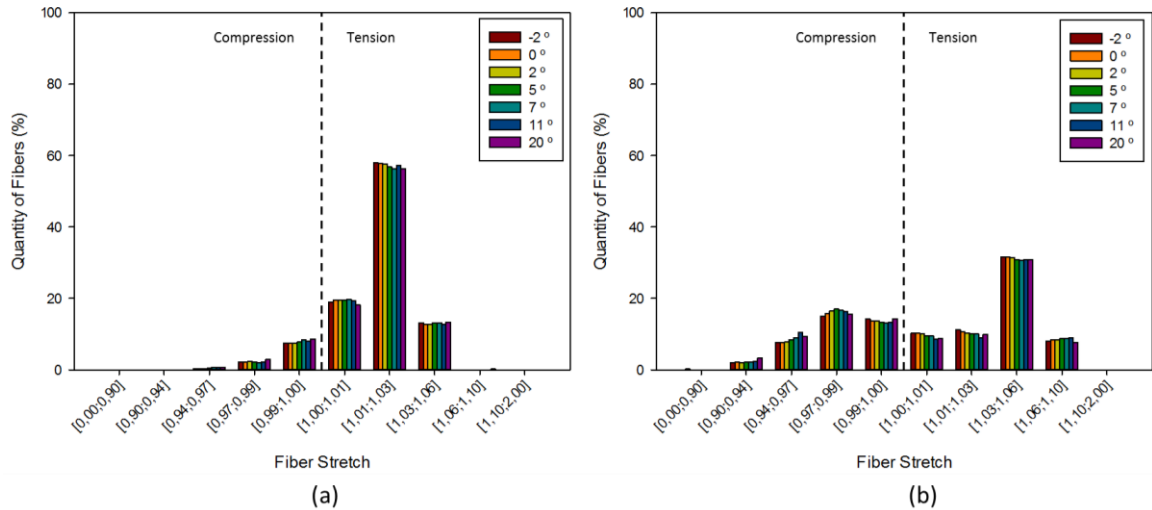 100
80
60
40
20
0
Quantity of Fibers (%)
Compression
Tension
-2 º
0 º
2 º
5 º
7 º
11 º
20 º
[0,00;0,90]
[0,90;0,94]
[0,94;0,97]
[0,97;0,99]
[0,99;1,00]
[1,00;1,01]
[1,01;1,03]
[1,03;1,06]
[1,06;1,10]
[1,10;2,00]
Fiber Stretch
(a)
100
80
60
40
20
0
Quantity of Fibers (%)
Compression
Tension
-2 º
0 º
2 º
5 º
7 º
11 º
20 º
[0,00;0,90]
[0,90;0,94]
[0,94;0,97]
[0,97;0,99]
[0,99;1,00]
[1,00;1,01]
[1,01;1,03]
[1,03;1,06]
[1,06;1,10]
[1,10;2,00]
Fiber Stretch
(b)